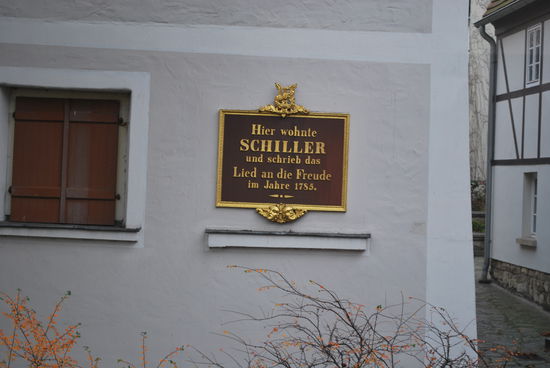 Hier wohnte
SCHILLER
und schrieb das
Lied an die Freude
im Jahre 1785.